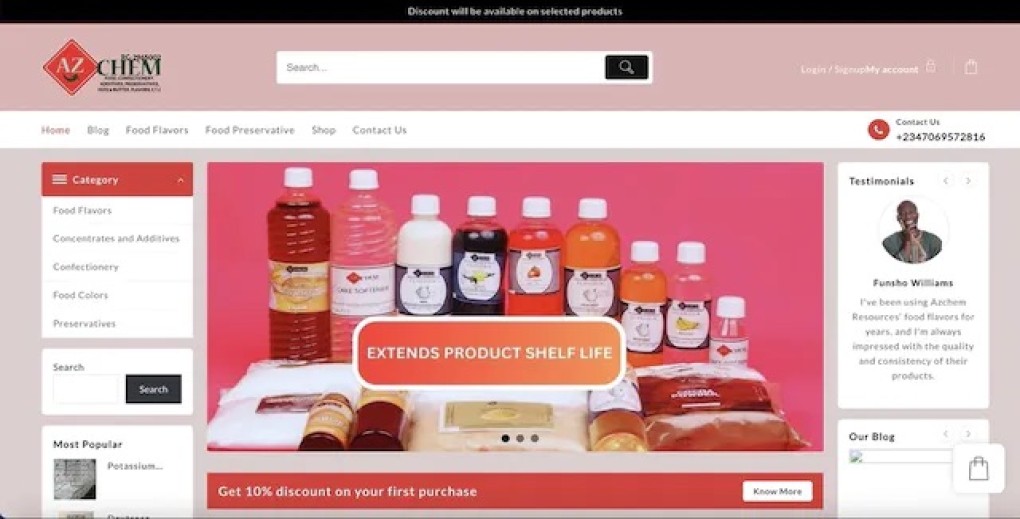 Discount will be available on selected products
AZ
CHEM
Search...
Login / Signup My account
Home Blog Food Flavors Food Preservative Shop Contact Us
Contact Us
+2347069572816
Category
Food Flavors
Concentrates and Additives
Confectionery
Food Colors
Preservatives
Search
Search
Most Popular
Potassium...
CAKE SOFTENER
EXTENDS PRODUCT SHELF LIFE
Get 10% discount on your first purchase
Know More
Testimonials
Funsho Williams
I've been using Azchem
Resources' food flavors for
years, and I'm always
impressed with the quality
and consistency of their
products.
Our Blog